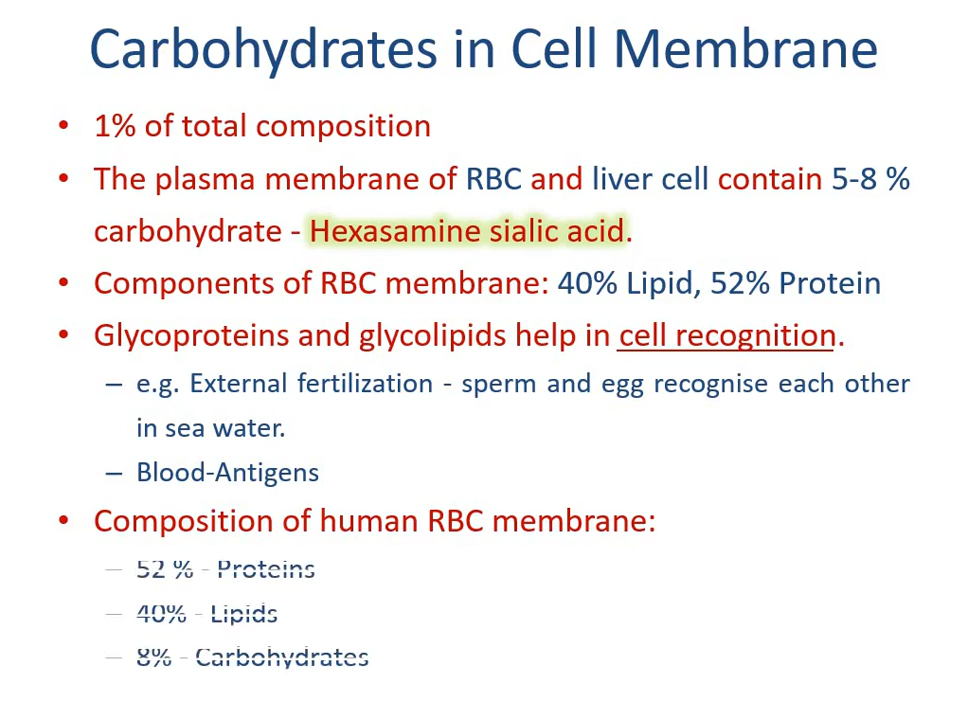 Carbohydrates in Cell Membrane
• 1% of total composition
• The plasma membrane of RBC and liver cell contain 5-8 %
carbohydrate - Hexasamine sialic acid.
• Components of RBC membrane: 40% Lipid, 52% Protein
• Glycoproteins and glycolipids help in cell recognition.
– e.g. External fertilization - sperm and egg recognise each other
in sea water.
– Blood-Antigens
• Composition of human RBC membrane:
– 52 % - Proteins
– 40% - Lipids
– 8% - Carbohydrates